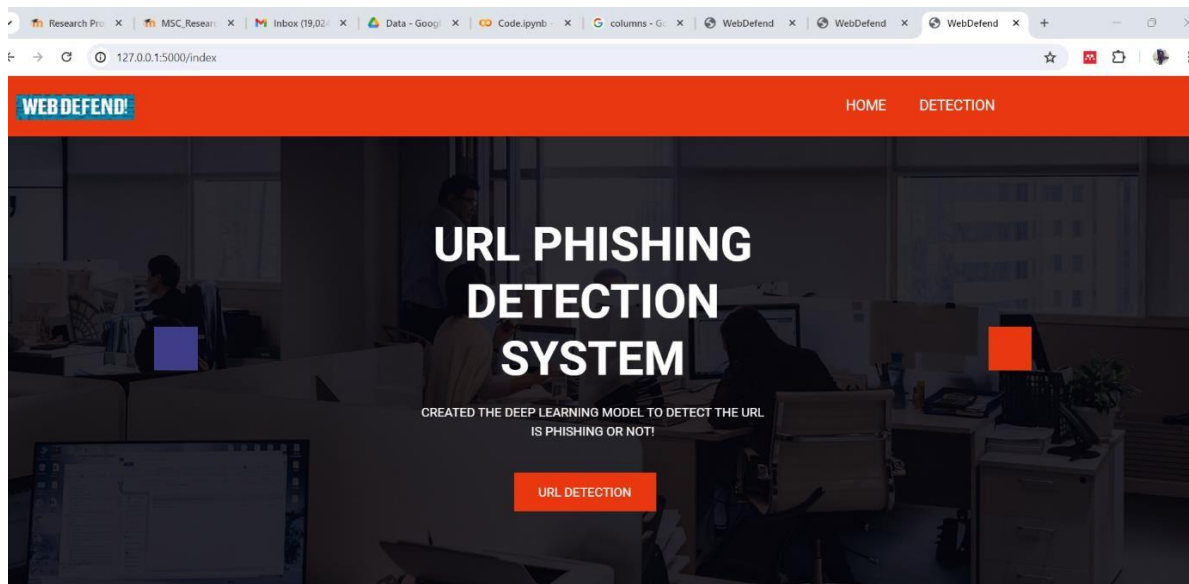 Research Pro
MSC_Researc
Inbox (19,024
Data - Googl
Code.ipynb -
columns - Go
WebDefend
WebDefend
WebDefend
127.0.0.1:5000/index
WEB DEFEND!
HOME
DETECTION
URL PHISHING
DETECTION
SYSTEM
CREATED THE DEEP LEARNING MODEL TO DETECT THE URL
IS PHISHING OR NOT!
URL DETECTION